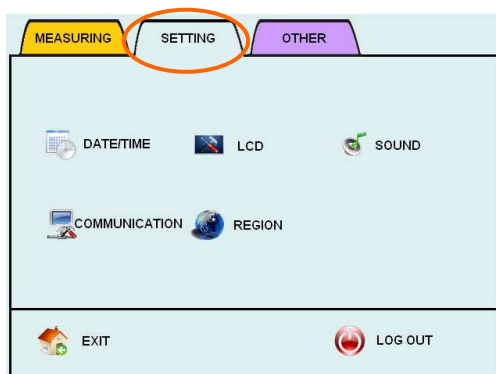 MEASURING SETTING OTHER
DATE/TIME LCD SOUND
COMMUNICATION REGION
EXIT LOG OUT